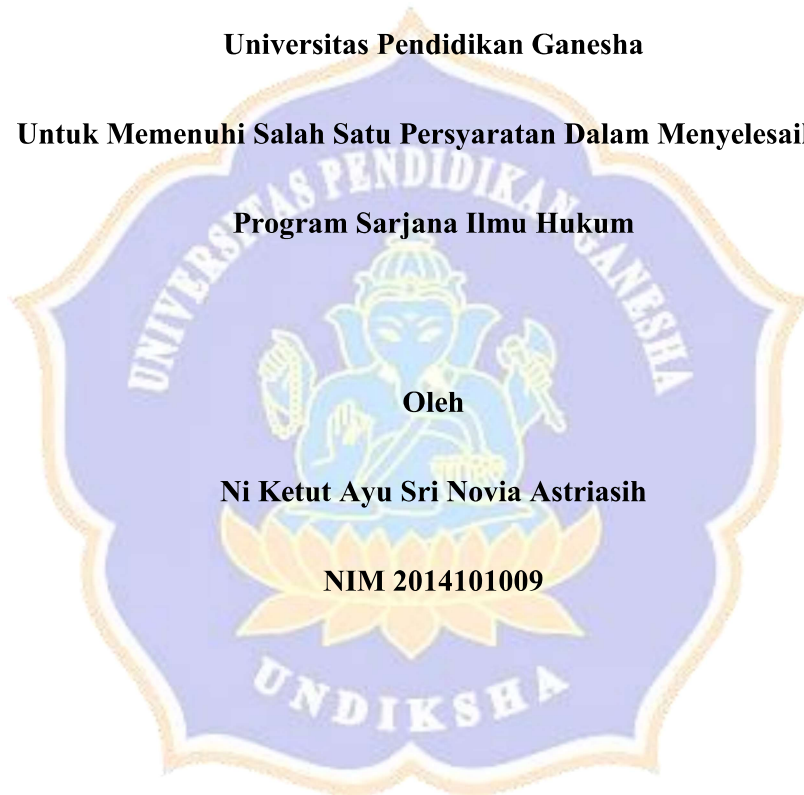 Universitas Pendidikan Ganesha
Untuk Memenuhi Salah Satu Persyaratan Dalam
Program Sarjana Ilmu Hukum
UNIVERSITAS PENDIDIKAN GANESHA
Oleh
Ni Ketut Ayu Sri Novia Astriasih
NIM 2014101009
UNDIKSHA